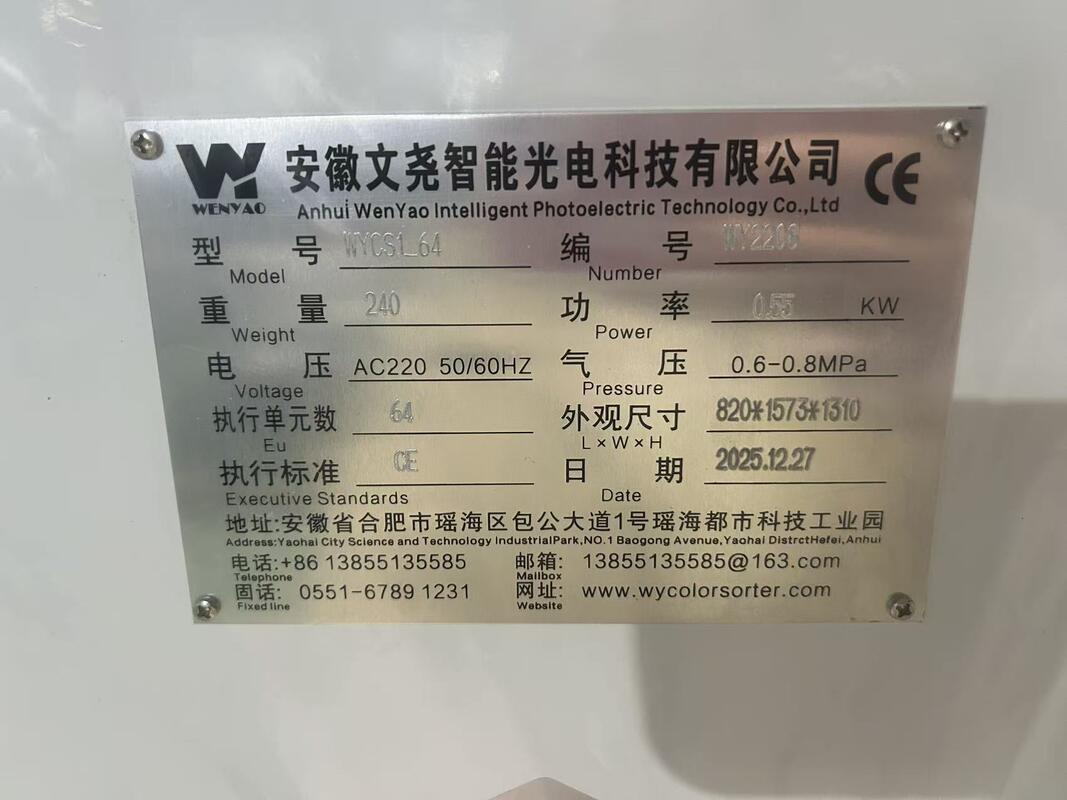 W 安徽文尧智能光电科技有限公司 CE
WENYAO Anhui WenYao Intelligent Photoelectric Technology Co.,Ltd
型 号 WYCS1_64 编 号 WY2208
Model Number
重 量 240 功 率 0.55 KW
Weight Power
电 压 AC220 50/60HZ 气 压 0.6-0.8MPa
Voltage Pressure
执行单元数 64 外观尺寸 820*1573*1310
Eu L×W×H
执行标准 CE 日 期 2025.12.27
Executive Standards Date
地址:安徽省合肥市瑶海区包公大道1号瑶海都市科技工业园
Address:Yaohai City Science and Technology IndustrialPark,NO.1 Baogong Avenue,Yaohai DistrctHefei,Anhui
电话:+86 13855135585 邮箱: 13855135585@163.com
Telephone Mailbox
固话: 0551-6789 1231 网址: www.wycolorsorter.com
Fixed line Website